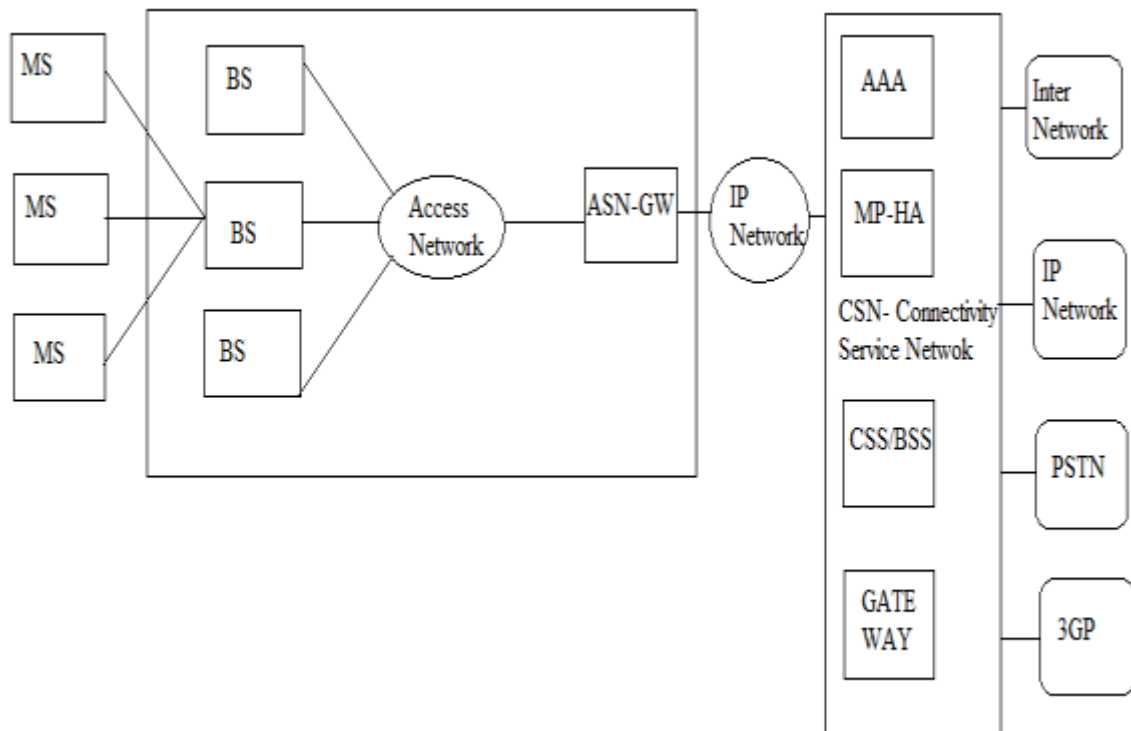 MS
MS
MS
BS
BS
BS
Access
Network
ASN-GW
IP
Network
AAA
MP-HA
CSN- Connectivity
Service Netwok
CSS/BSS
GATE
WAY
Inter
Network
IP
Network
PSTN
3GP